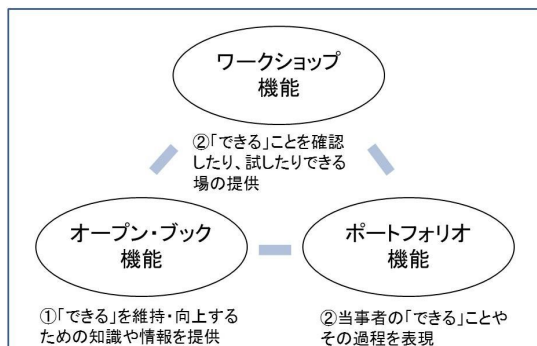 ワークショップ
機能
②「できる」ことを確認
したり、試したりできる
場の提供
オープン・ブック
機能
ポートフォリオ
機能
①「できる」を維持・向上する
ための知識や情報を提供
②当事者の「できる」ことや
その過程を表現